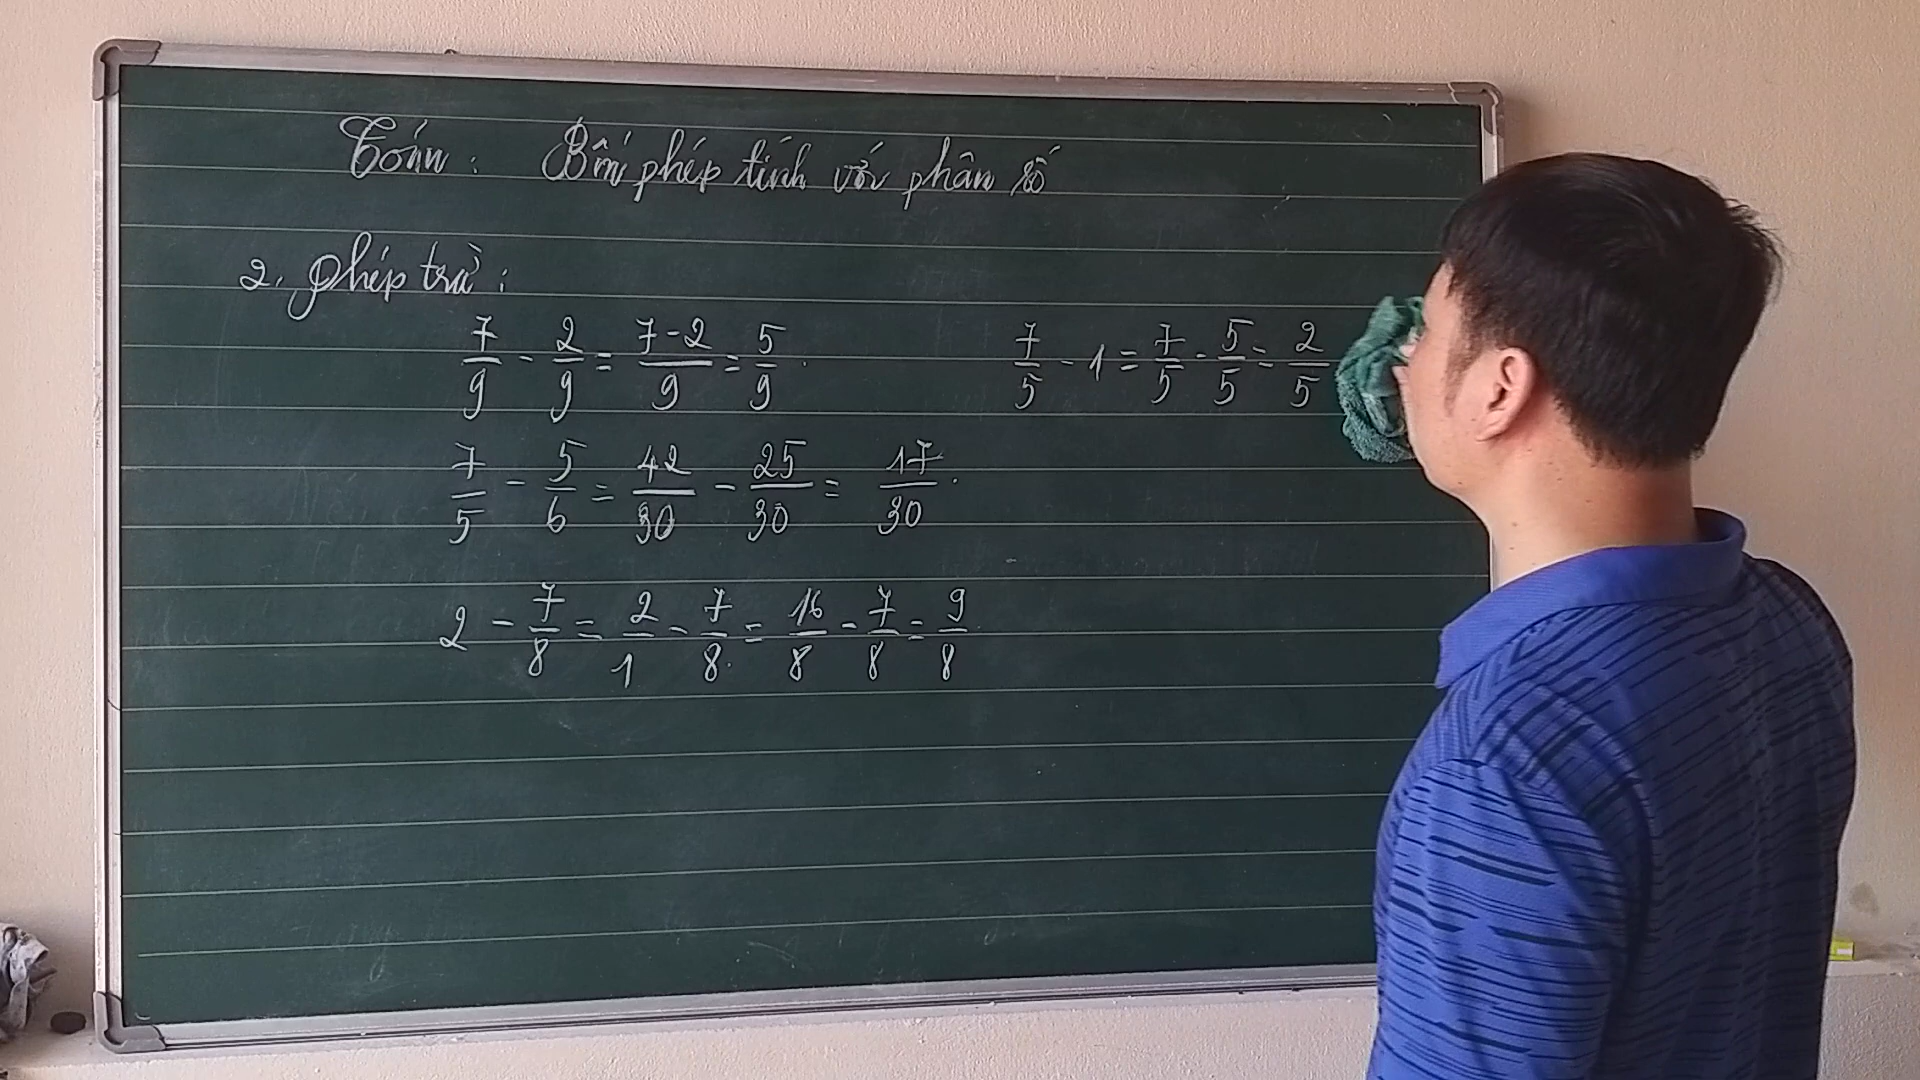 Toán : Bốn phép tính với phân số
2. phép trừ :
7/9 - 2/9 = 7-2/9 = 5/9 .
7/5 - 1 = 7/5 - 5/5 = 2/5
7/5 - 5/6 = 42/30 - 25/30 = 17/30 .
2 - 7/8 = 2/1 - 7/8 = 16/8 - 7/8 = 9/8